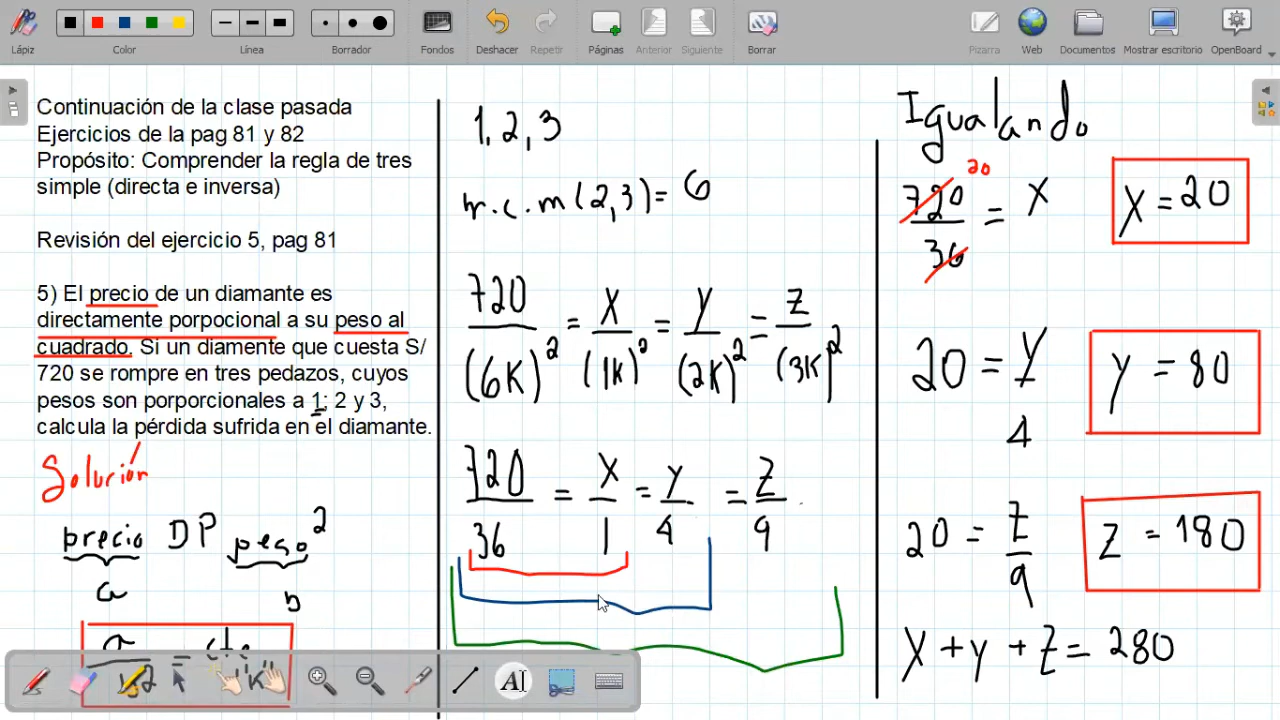 Lápiz
Color
Línea
Borrador
Fondos
Deshacer
Repetir
Páginas
Anterior
Siguiente
Borrar
Pizarra
Web
Documentos
Mostrar escritorio
OpenBoard
Continuación de la clase pasada
Ejercicios de la pag 81 y 82
Propósito: Comprender la regla de tres
simple (directa e inversa)
Revisión del ejercicio 5, pag 81
5) El precio de un diamante es
directamente porpocional a su peso al
cuadrado. Si un diamente que cuesta S/
720 se rompre en tres pedazos, cuyos
pesos son porporcionales a 1; 2 y 3,
calcula la pérdida sufrida en el diamante.
Solución
precio DP peso²
a b
a = cte
1, 2, 3
m.c.m(2,3)= 6
720/(6K)² = X/(1K)² = Y/(2K)² = Z/(3K)²
720/36 = X/1 = Y/4 = Z/9
Igualando
20
720/36 = X
X = 20
20 = Y/4
Y = 80
20 = Z/9
Z = 180
X + Y + Z = 280